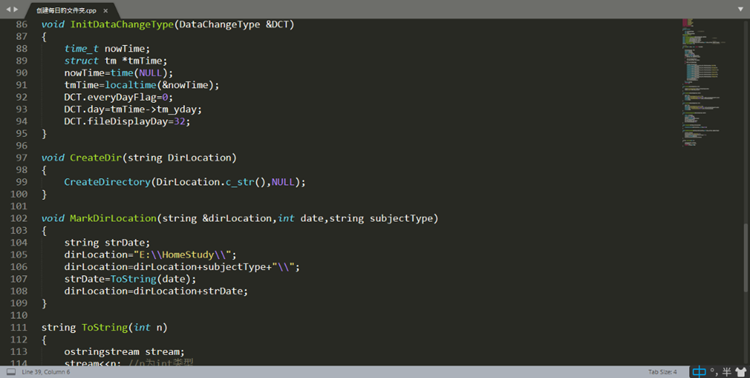 创建每日的文件夹.cpp ×
86 void InitDataChangeType(DataChangeType &DCT)
87 {
88     time_t nowTime;
89     struct tm *tmTime;
90     nowTime=time(NULL);
91     tmTime=localtime(&nowTime);
92     DCT.everyDayFlag=0;
93     DCT.day=tmTime->tm_yday;
94     DCT.fileDisplayDay=32;
95 }
96
97 void CreateDir(string DirLocation)
98 {
99     CreateDirectory(DirLocation.c_str(),NULL);
100 }
101
102 void MarkDirLocation(string &dirLocation,int date,string subjectType)
103 {
104     string strDate;
105     dirLocation="E:\\HomeStudy\\";
106     dirLocation=dirLocation+subjectType+"\\";
107     strDate=ToString(date);
108     dirLocation=dirLocation+strDate;
109 }
110
111 string ToString(int n)
112 {
113     ostringstream stream;
114     stream<<n; //n为int类型
Line 39, Column 6
Tab Size: 4
中 °, 半